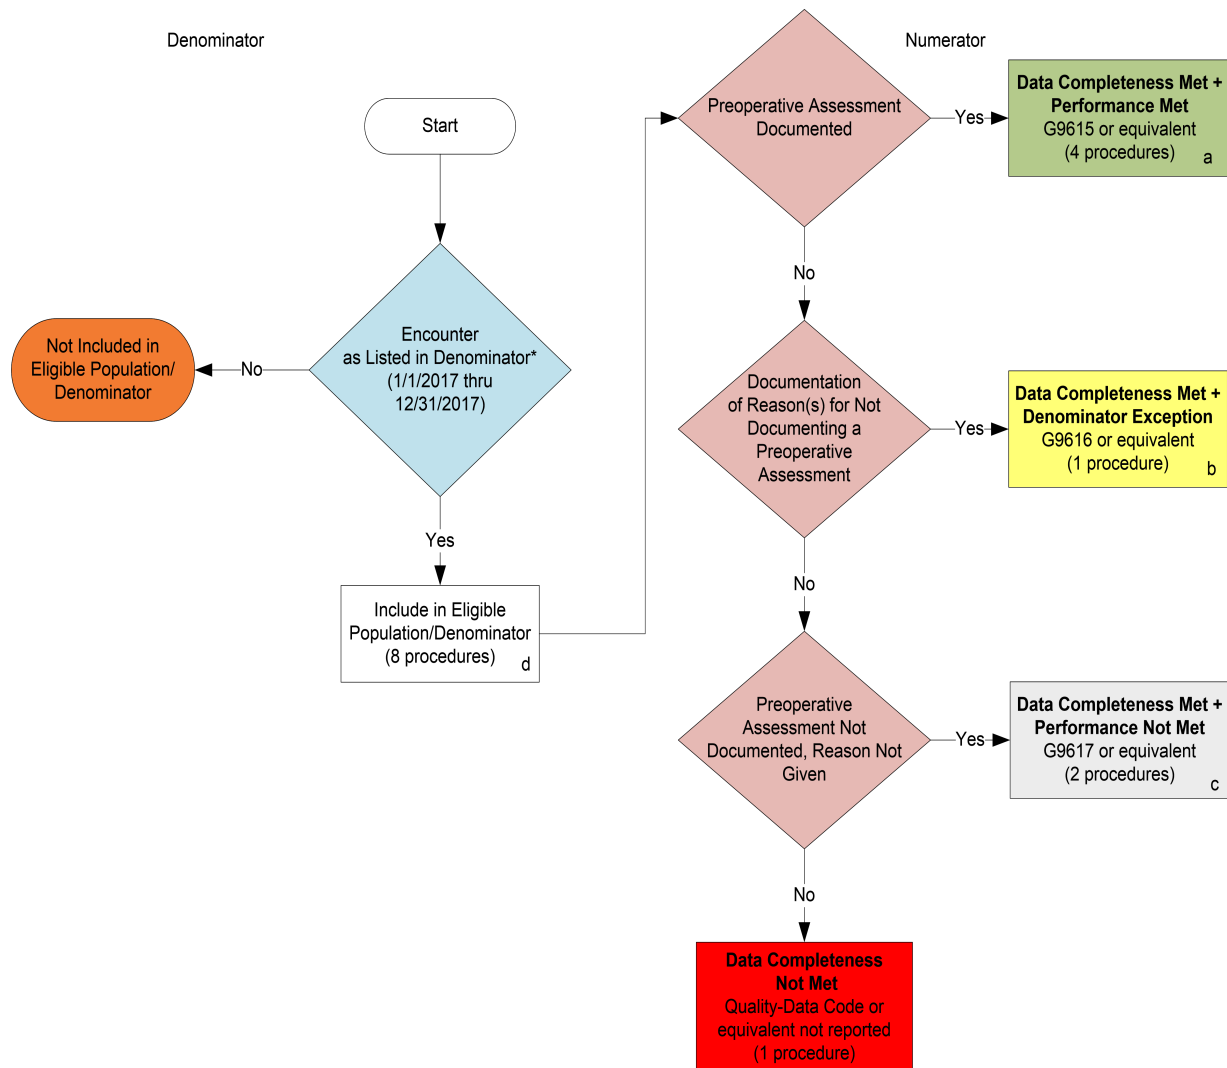 Denominator
Numerator
Start
Encounter
as Listed in Denominator*
(1/1/2017 thru
12/31/2017)
No
Not Included in
Eligible Population/
Denominator
Yes
Include in Eligible
Population/Denominator
(8 procedures)
d
Preoperative Assessment
Documented
Yes
Data Completeness Met +
Performance Met
G9615 or equivalent
(4 procedures)
a
No
Documentation
of Reason(s) for Not
Documenting a
Preoperative
Assessment
Yes
Data Completeness Met +
Denominator Exception
G9616 or equivalent
(1 procedure)
b
No
Preoperative
Assessment Not
Documented, Reason Not
Given
Yes
Data Completeness Met +
Performance Not Met
G9617 or equivalent
(2 procedures)
c
No
Data Completeness
Not Met
Quality-Data Code or
equivalent not reported
(1 procedure)